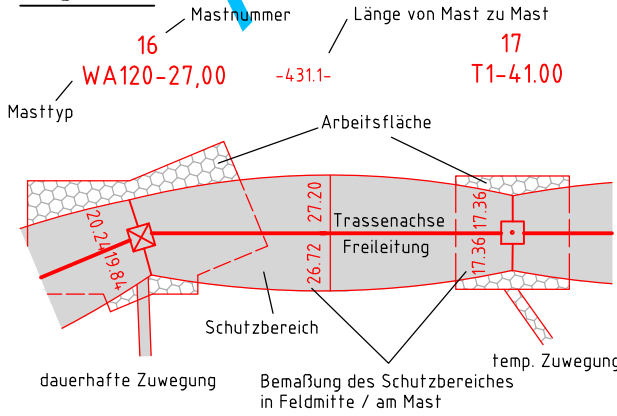 Mastnummer
Länge von Mast zu Mast
16
17
WA120-27,00
-431.1-
T1-41.00
Masttyp
Arbeitsfläche
20.24
19.84
27.20
26.72
17.36
17.36
Trassenachse
Freileitung
Schutzbereich
temp. Zuwegung
dauerhafte Zuwegung
Bemaßung des Schutzbereiches
in Feldmitte / am Mast